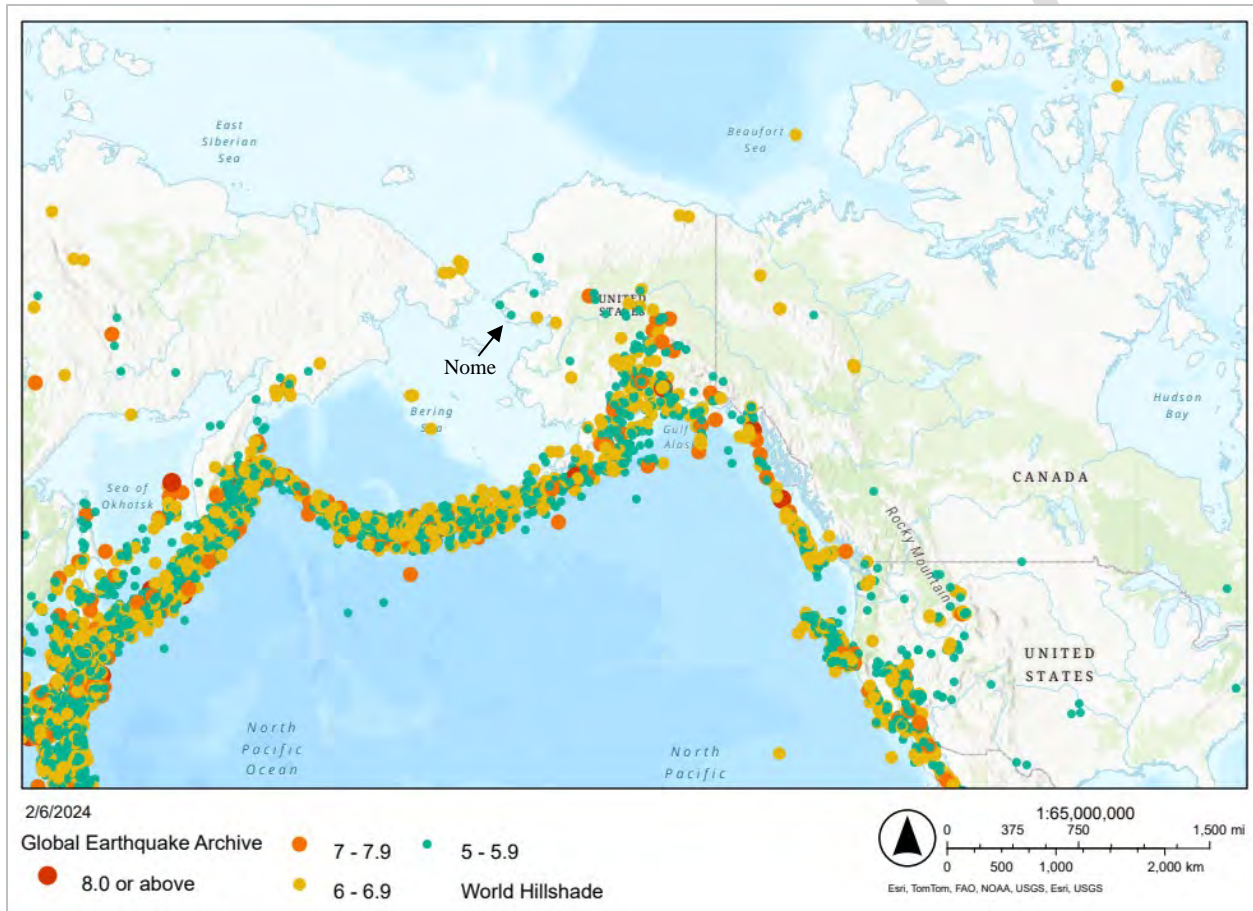 East
Siberian
Sea
Beaufort
Sea
UNITED
STATES
Nome
Hudson
Bay
Bering
Sea
Gulf
Alas
Sea of
Okhotsk
CANADA
Rocky Mountain
UNITED
STATES
North
Pacific
Ocean
North
Pacific
2/6/2024
Global Earthquake Archive
8.0 or above
7 - 7.9
6 - 6.9
5 - 5.9
World Hillshade
1:65,000,000
0 375 750 1,500 mi
0 500 1,000 2,000 km
Esri, TomTom, FAO, NOAA, USGS, Esri, USGS